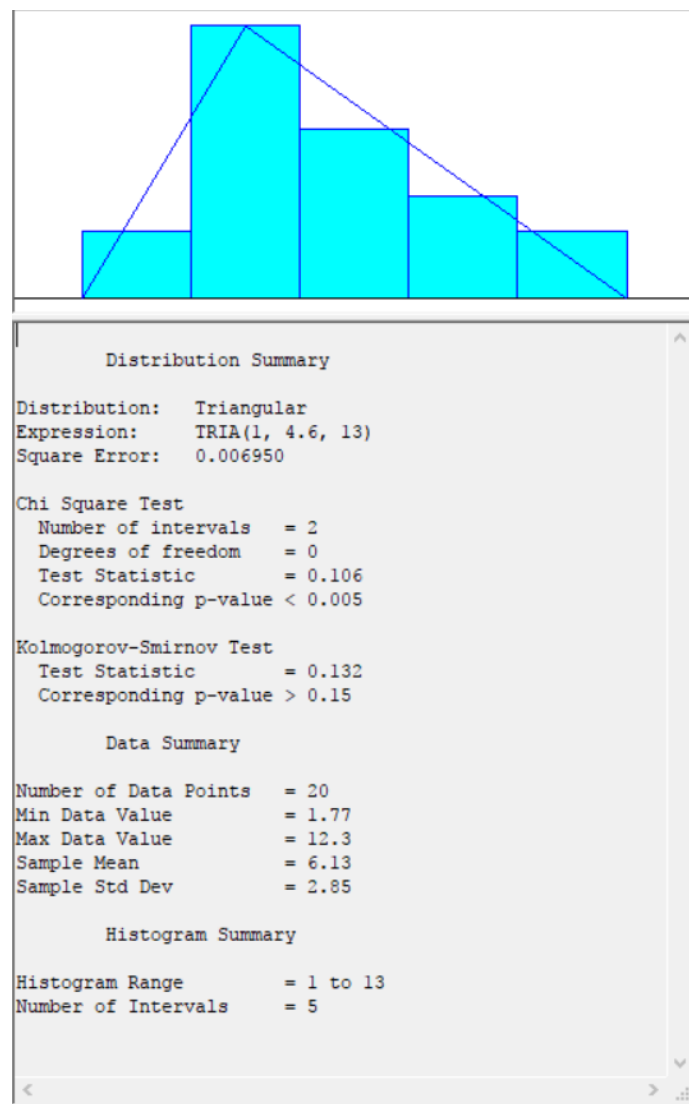 Distribution Summary
Distribution: Triangular
Expression: TRIA(1, 4.6, 13)
Square Error: 0.006950
Chi Square Test
Number of intervals = 2
Degrees of freedom = 0
Test Statistic = 0.106
Corresponding p-value < 0.005
Kolmogorov-Smirnov Test
Test Statistic = 0.132
Corresponding p-value > 0.15
Data Summary
Number of Data Points = 20
Min Data Value = 1.77
Max Data Value = 12.3
Sample Mean = 6.13
Sample Std Dev = 2.85
Histogram Summary
Histogram Range = 1 to 13
Number of Intervals = 5